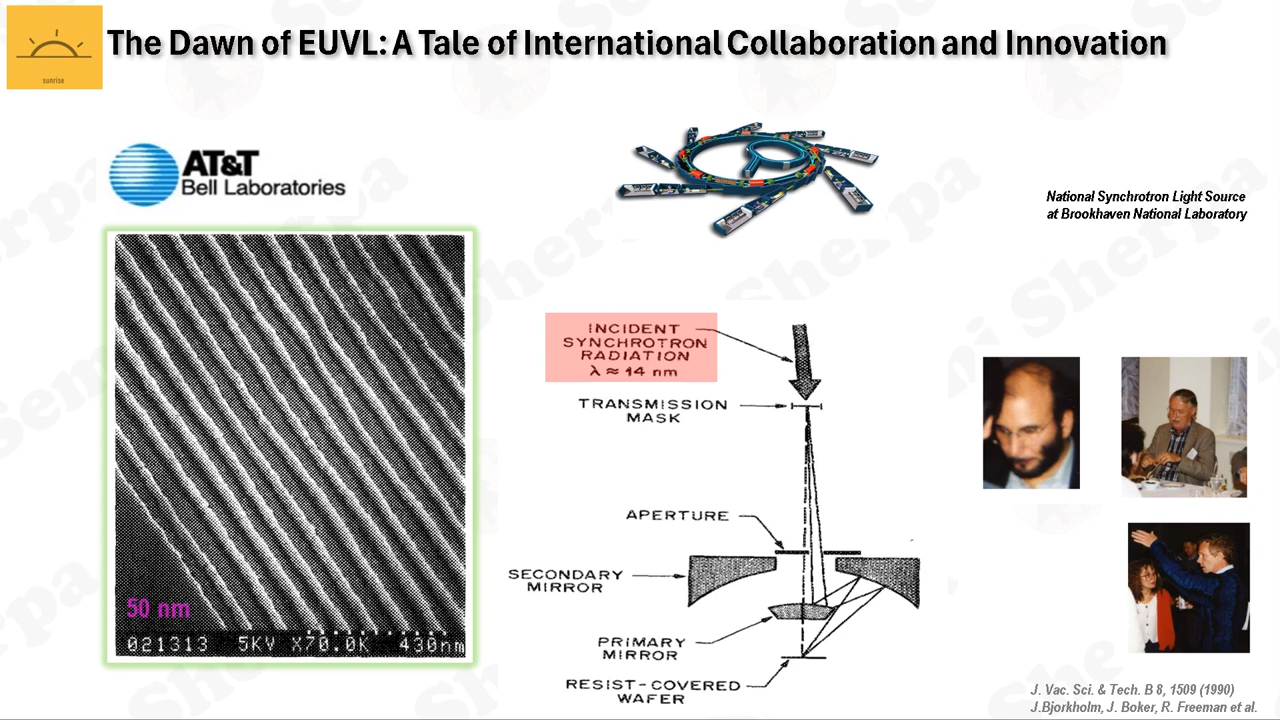 The Dawn of EUVL: A Tale of International Collaboration and Innovation
sunrise
AT&T
Bell Laboratories
National Synchrotron Light Source
at Brookhaven National Laboratory
INCIDENT
SYNCHROTRON
RADIATION
λ ≈ 14 nm
TRANSMISSION
MASK
APERTURE
SECONDARY
MIRROR
PRIMARY
MIRROR
RESIST-COVERED
WAFER
50 nm
021313 5KV X70.0K 430nm
J. Vac. Sci. & Tech. B 8, 1509 (1990)
J.Bjorkholm, J. Boker, R. Freeman et al.